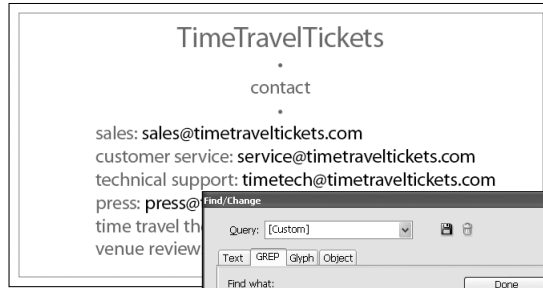 TimeTravelTickets
•
contact
•
sales: sales@timetraveltickets.com
customer service: service@timetraveltickets.com
technical support: timetech@timetraveltickets.com
press: press@
time travel
venue review
Find/Change
Query: [Custom]
Text GREP Glyph Object
Find what:
Done